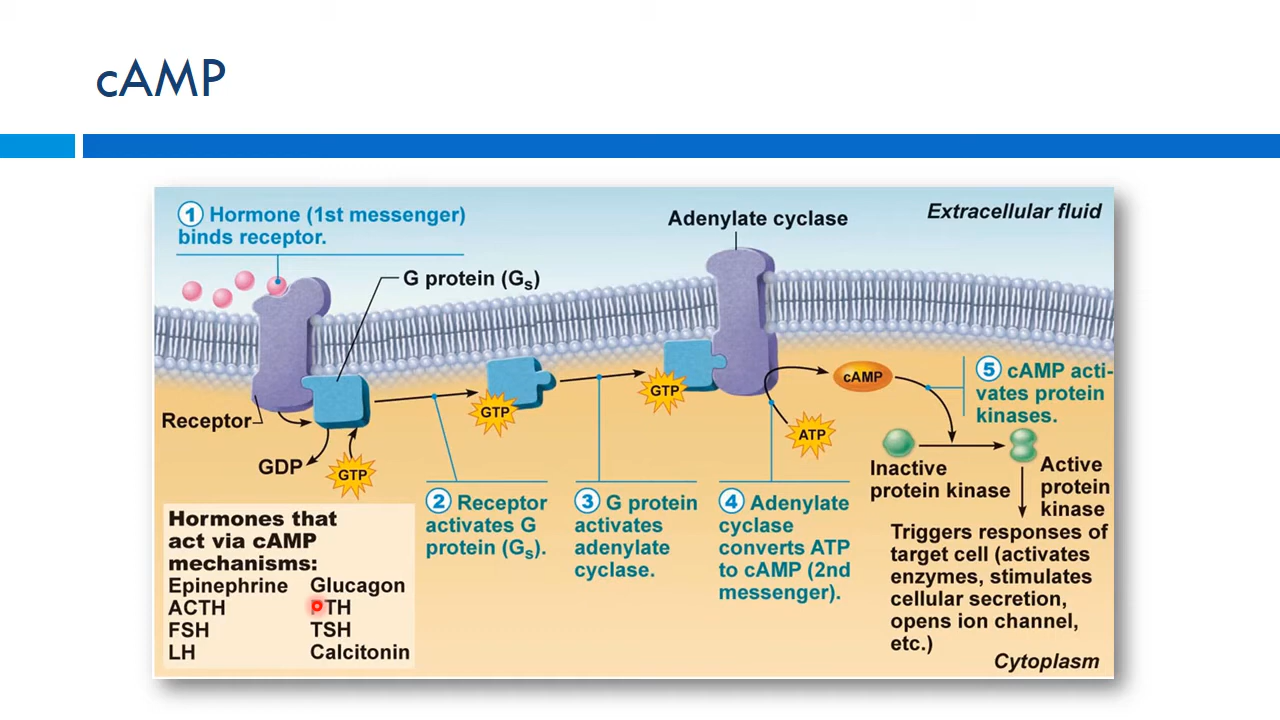 cAMP
1 Hormone (1st messenger)
binds receptor.
Adenylate cyclase
Extracellular fluid
G protein (Gs)
Receptor
GDP
GTP
GTP
GTP
ATP
cAMP
5 cAMP acti-
vates protein
kinases.
Inactive
protein kinase
Active
protein
kinase
2 Receptor
activates G
protein (Gs).
3 G protein
activates
adenylate
cyclase.
4 Adenylate
cyclase
converts ATP
to cAMP (2nd
messenger).
Triggers responses of
target cell (activates
enzymes, stimulates
cellular secretion,
opens ion channel,
etc.)
Cytoplasm
Hormones that
act via cAMP
mechanisms:
Epinephrine Glucagon
ACTH PTH
FSH TSH
LH Calcitonin